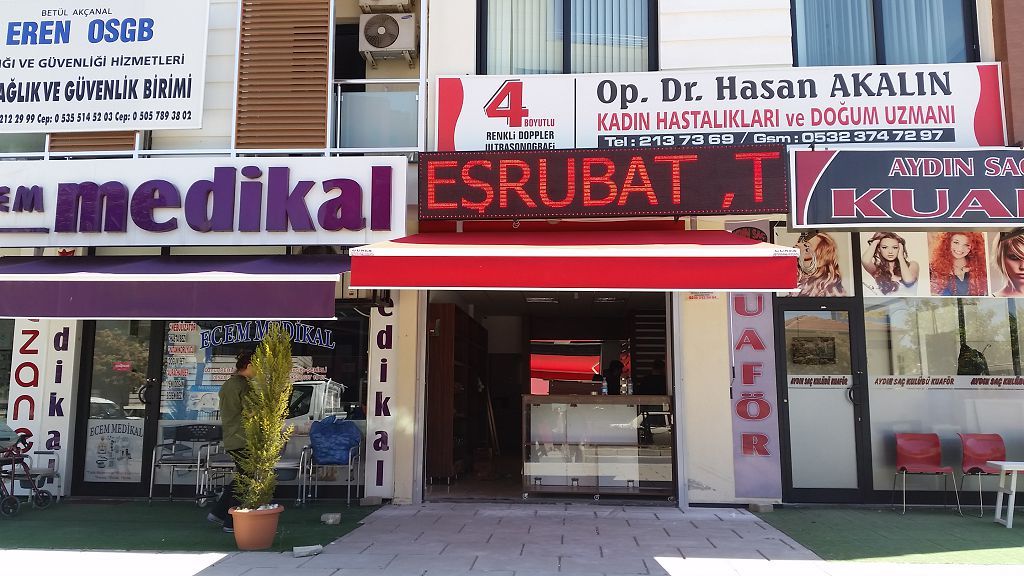 BETÜL AKÇANAL
EREN OSGB
IĞI VE GÜVENLİĞİ HİZMETLERİ
AĞLIK VE GÜVENLİK BİRİMİ
212 29 99 Cep: 0 535 514 52 03 Cep: 0 505 789 38 02
4
BOYUTLU
RENKLİ DOPPLER
ULTRASONOGRAFİ
Op. Dr. Hasan AKALIN
KADIN HASTALIKLARI ve DOĞUM UZMANI
Tel : 213 73 69 / Gsm : 0532 374 72 97
EM medikal
EŞRUBAT ,T
AYDIN SAÇ
KUAF
ECEM MEDİKAL
ECEM MEDİKAL
zane
dikal
edikal
UAFÖR
AYDIN SAÇ KULÜBÜ KUAFÖR
AYDIN SAÇ KULÜBÜ KUAFÖR
AYDIN SAÇ KULÜ